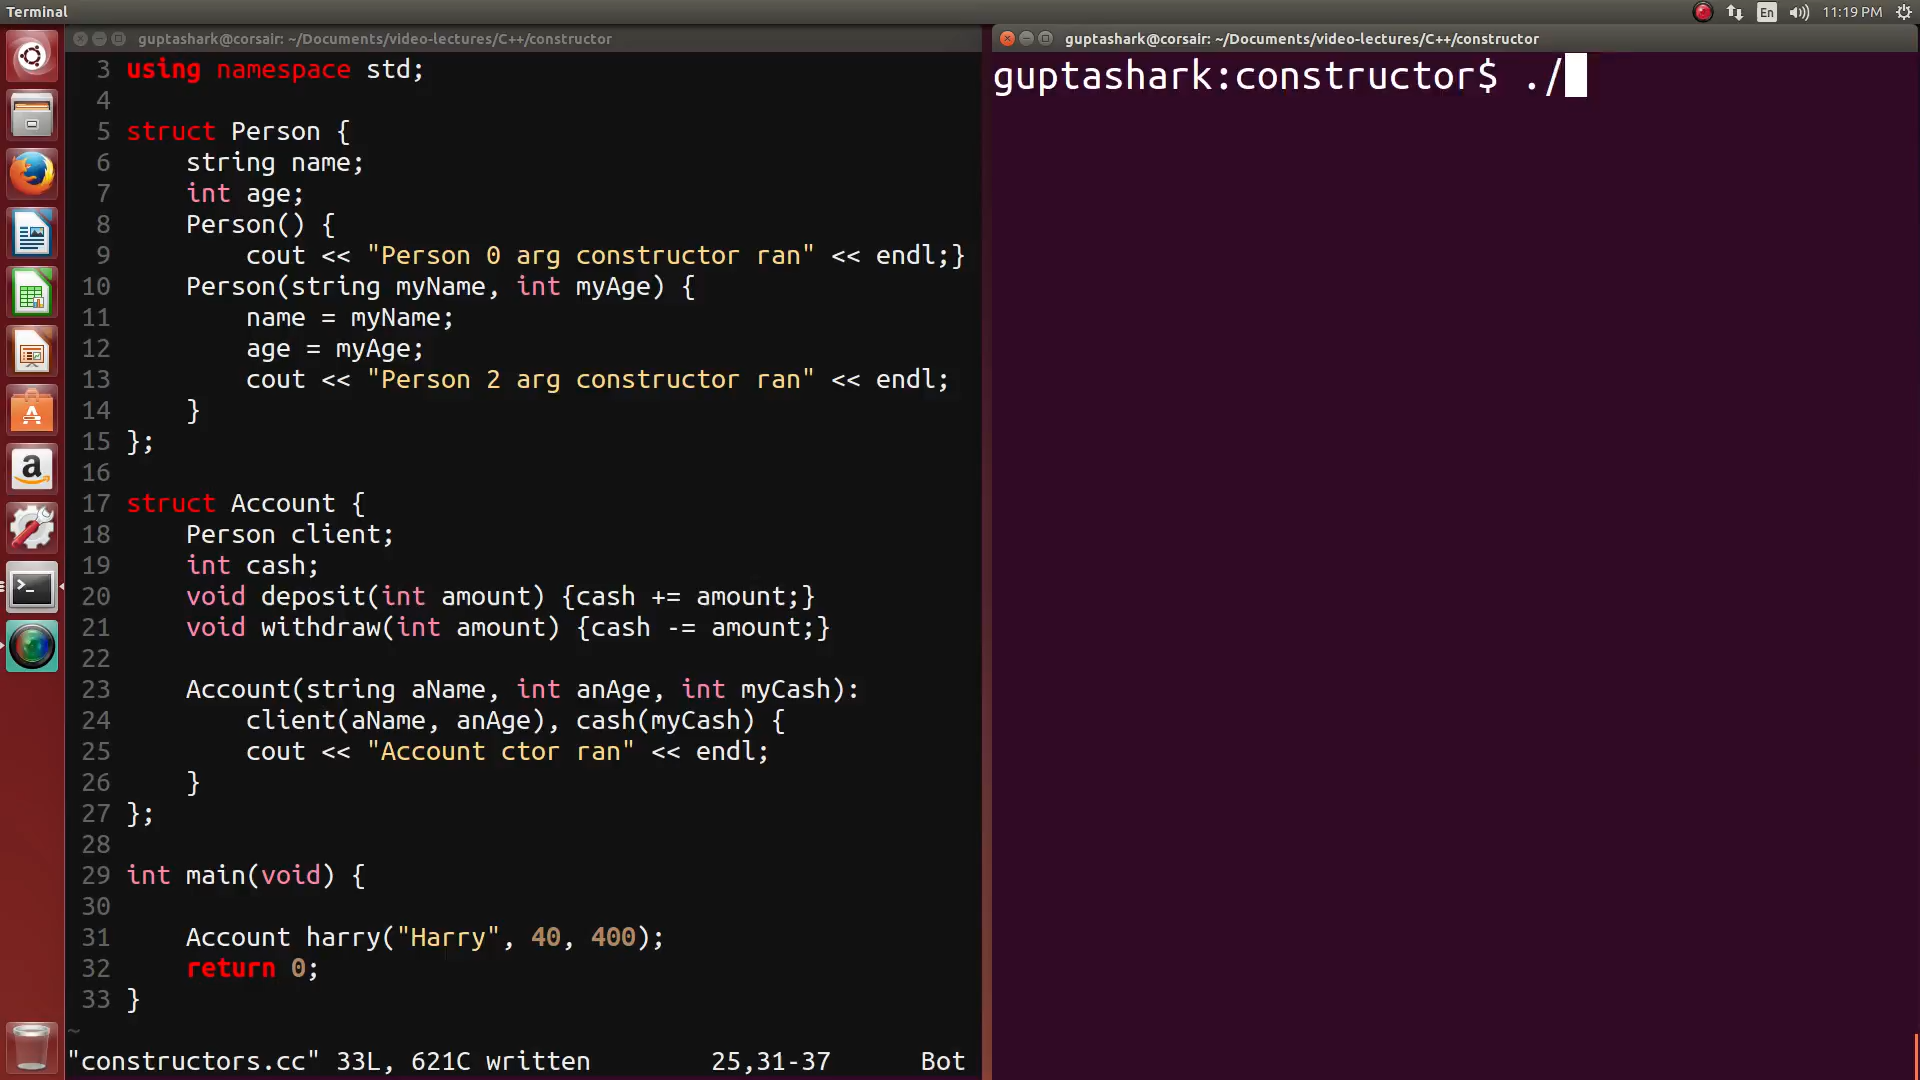 Terminal
En
11:19 PM
guptashark@corsair: ~/Documents/video-lectures/C++/constructor
3 using namespace std;
4
5 struct Person {
6     string name;
7     int age;
8     Person() {
9         cout << "Person 0 arg constructor ran" << endl;}
10     Person(string myName, int myAge) {
11         name = myName;
12         age = myAge;
13         cout << "Person 2 arg constructor ran" << endl;
14     }
15 };
16
17 struct Account {
18     Person client;
19     int cash;
20     void deposit(int amount) {cash += amount;}
21     void withdraw(int amount) {cash -= amount;}
22
23     Account(string aName, int anAge, int myCash):
24         client(aName, anAge), cash(myCash) {
25         cout << "Account ctor ran" << endl;
26     }
27 };
28
29 int main(void) {
30
31     Account harry("Harry", 40, 400);
32     return 0;
33 }
~
"constructors.cc" 33L, 621C written 25,31-37 Bot
guptashark@corsair: ~/Documents/video-lectures/C++/constructor
guptashark:constructor$ ./